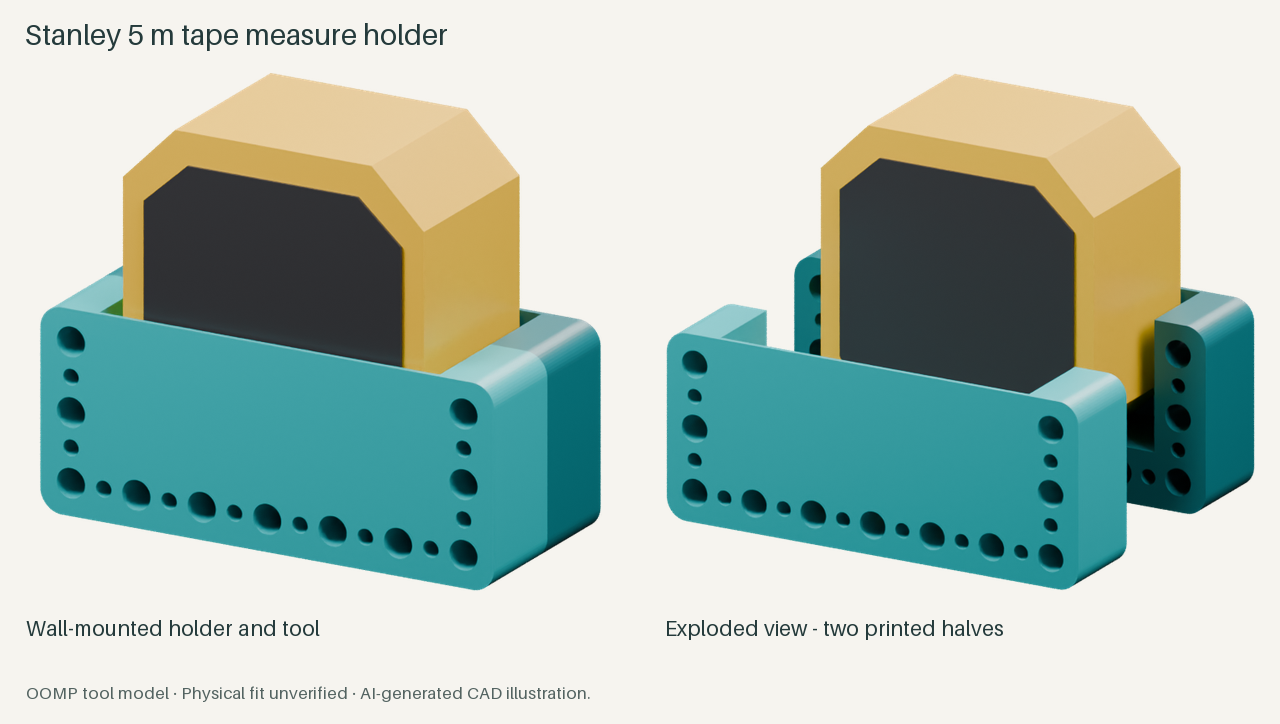 Stanley 5 m tape measure holder
Wall-mounted holder and tool
Exploded view - two printed halves
OOMP tool model · Physical fit unverified · AI-generated CAD illustration.